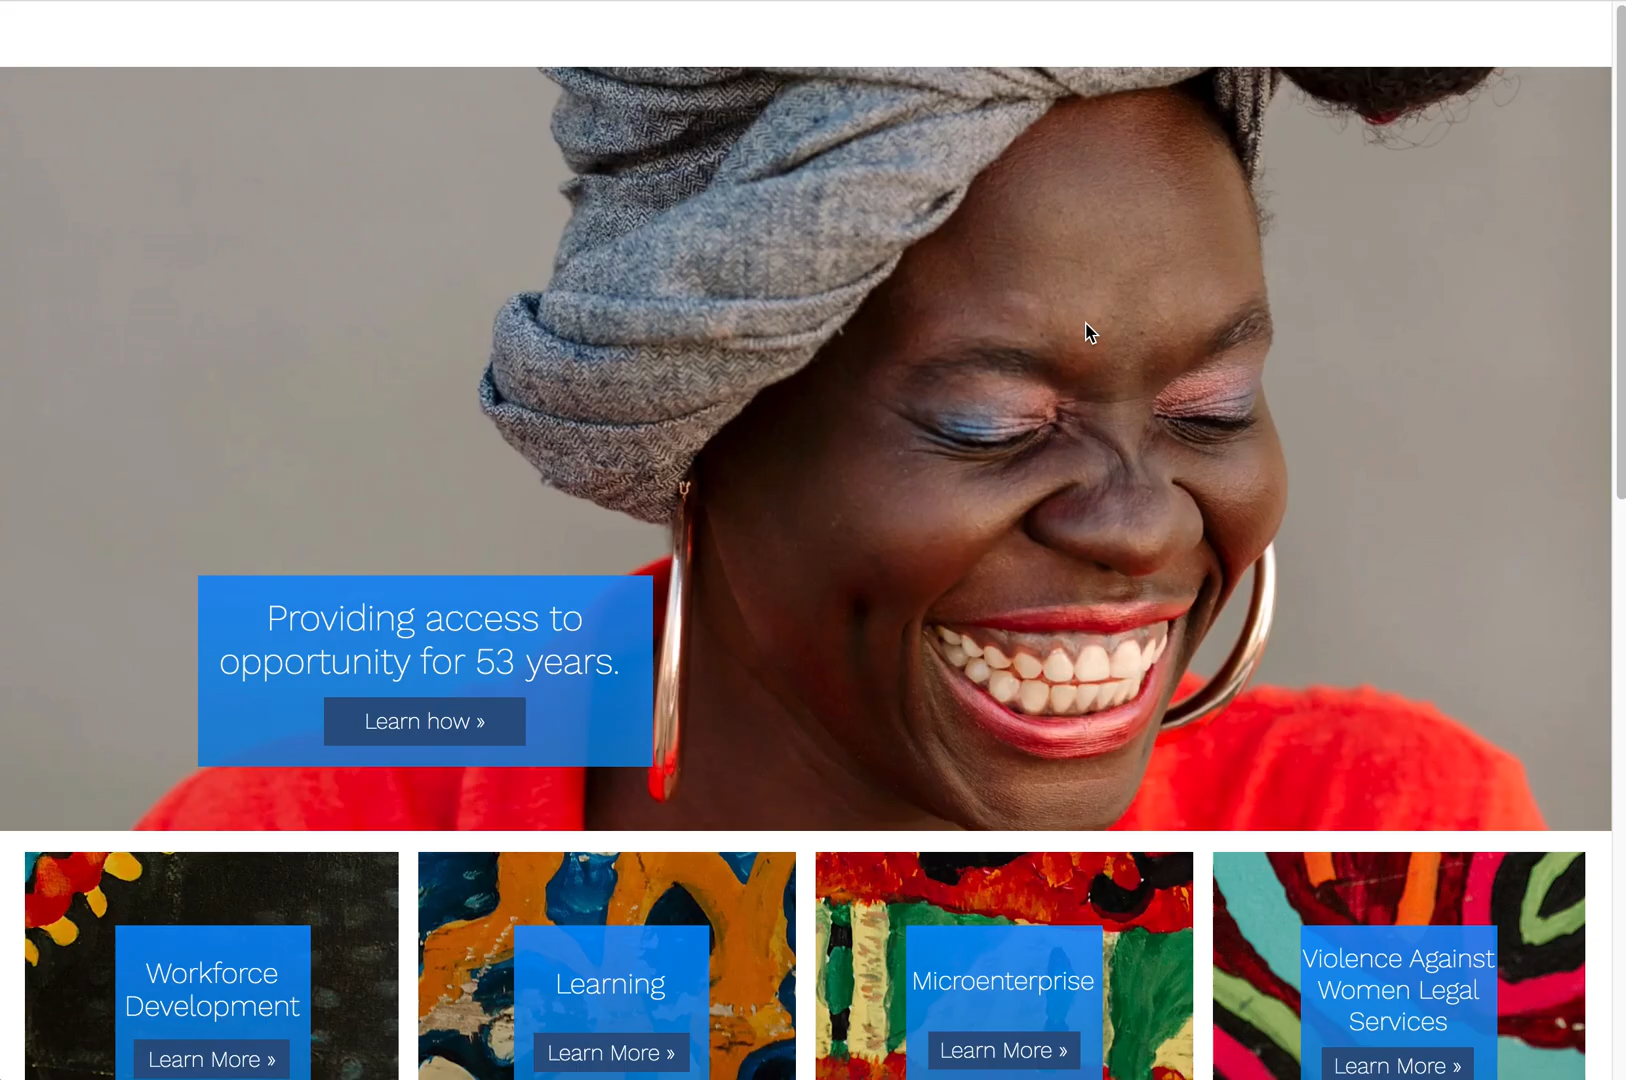 Providing access to
opportunity for 53 years.
Learn how »
Workforce
Development
Learn More »
Learning
Learn More »
Microenterprise
Learn More »
Violence Against
Women Legal
Services
Learn More »